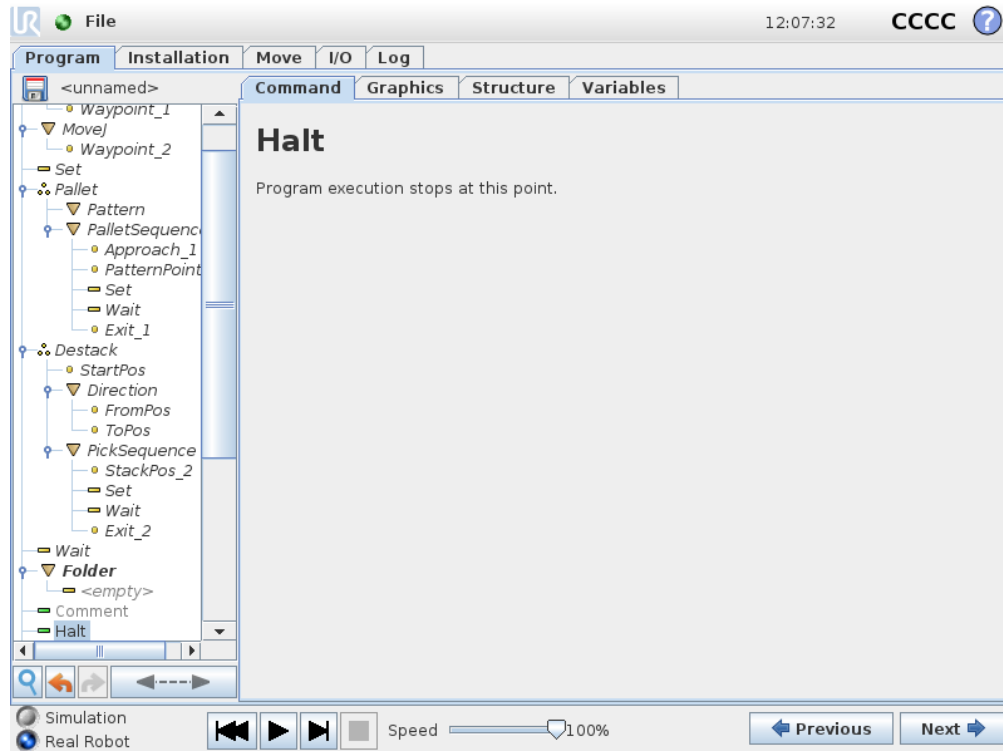 UR File 12:07:32 CCCC ?
Program Installation Move I/O Log
<unnamed>
Command Graphics Structure Variables
Waypoint_1
MoveJ
Waypoint_2
Set
Pallet
Pattern
PalletSequenc
Approach_1
PatternPoint
Set
Wait
Exit_1
Destack
StartPos
Direction
FromPos
ToPos
PickSequence
StackPos_2
Set
Wait
Exit_2
Wait
Folder
<empty>
Comment
Halt
Halt
Program execution stops at this point.
Simulation
Real Robot
Speed 100%
Previous Next